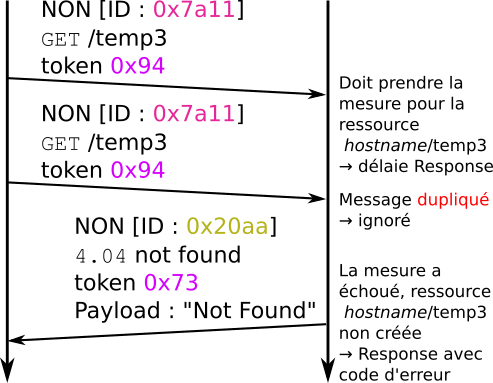 NON [ID : 0x7a11]
GET /temp3
token 0x94
Doit prendre la
mesure pour la
ressource
hostname/temp3
→ délaie Response
NON [ID : 0x7a11]
GET /temp3
token 0x94
Message dupliqué
→ ignoré
NON [ID : 0x20aa]
4.04 not found
token 0x73
Payload : "Not Found"
La mesure a
échoué, ressource
hostname/temp3
non créée
→ Response avec
code d'erreur